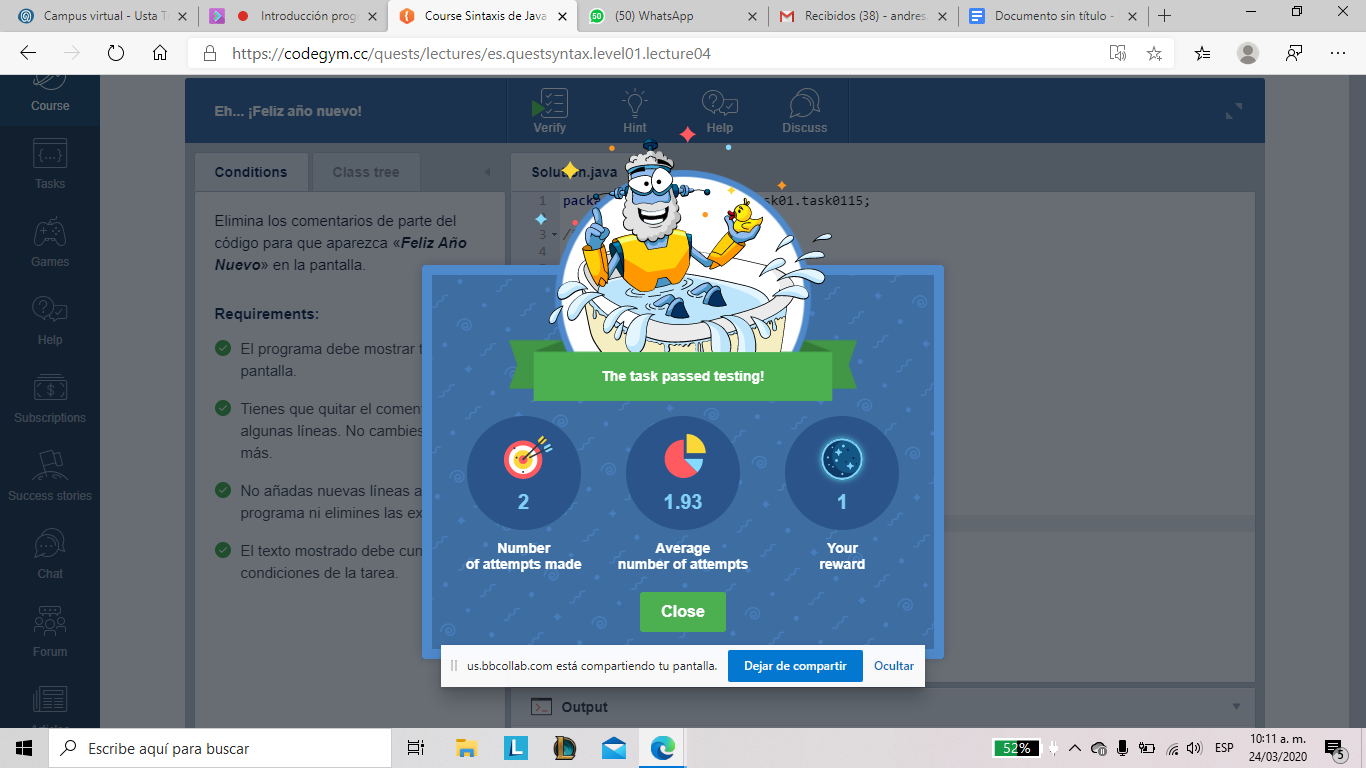 Campus virtual - Usta T
Introducción prog
Course Sintaxis de Java
(50) WhatsApp
Recibidos (38) - andres.
Documento sin título -
https://codegym.cc/quests/lectures/es.questsyntax.level01.lecture04
Course
Tasks
Games
Help
Subscriptions
Success stories
Chat
Forum
Eh... ¡Feliz año nuevo!
Verify
Hint
Help
Discuss
Conditions
Class tree
Elimina los comentarios de parte del
código para que aparezca «Feliz Año
Nuevo» en la pantalla.
Requirements:
El programa debe mostrar t
pantalla.
Tienes que quitar el comen
algunas líneas. No cambies
más.
No añadas nuevas líneas a
programa ni elimines las ex
El texto mostrado debe cum
condiciones de la tarea.
Solution.java
1 pack
sk01.task0115;
3 /
4
The task passed testing!
2
Number
of attempts made
1.93
Average
number of attempts
1
Your
reward
Close
us.bbcollab.com está compartiendo tu pantalla.
Dejar de compartir
Ocultar
Output
Escribe aquí para buscar
52%
ESP
10:11 a. m.
24/03/2020
5